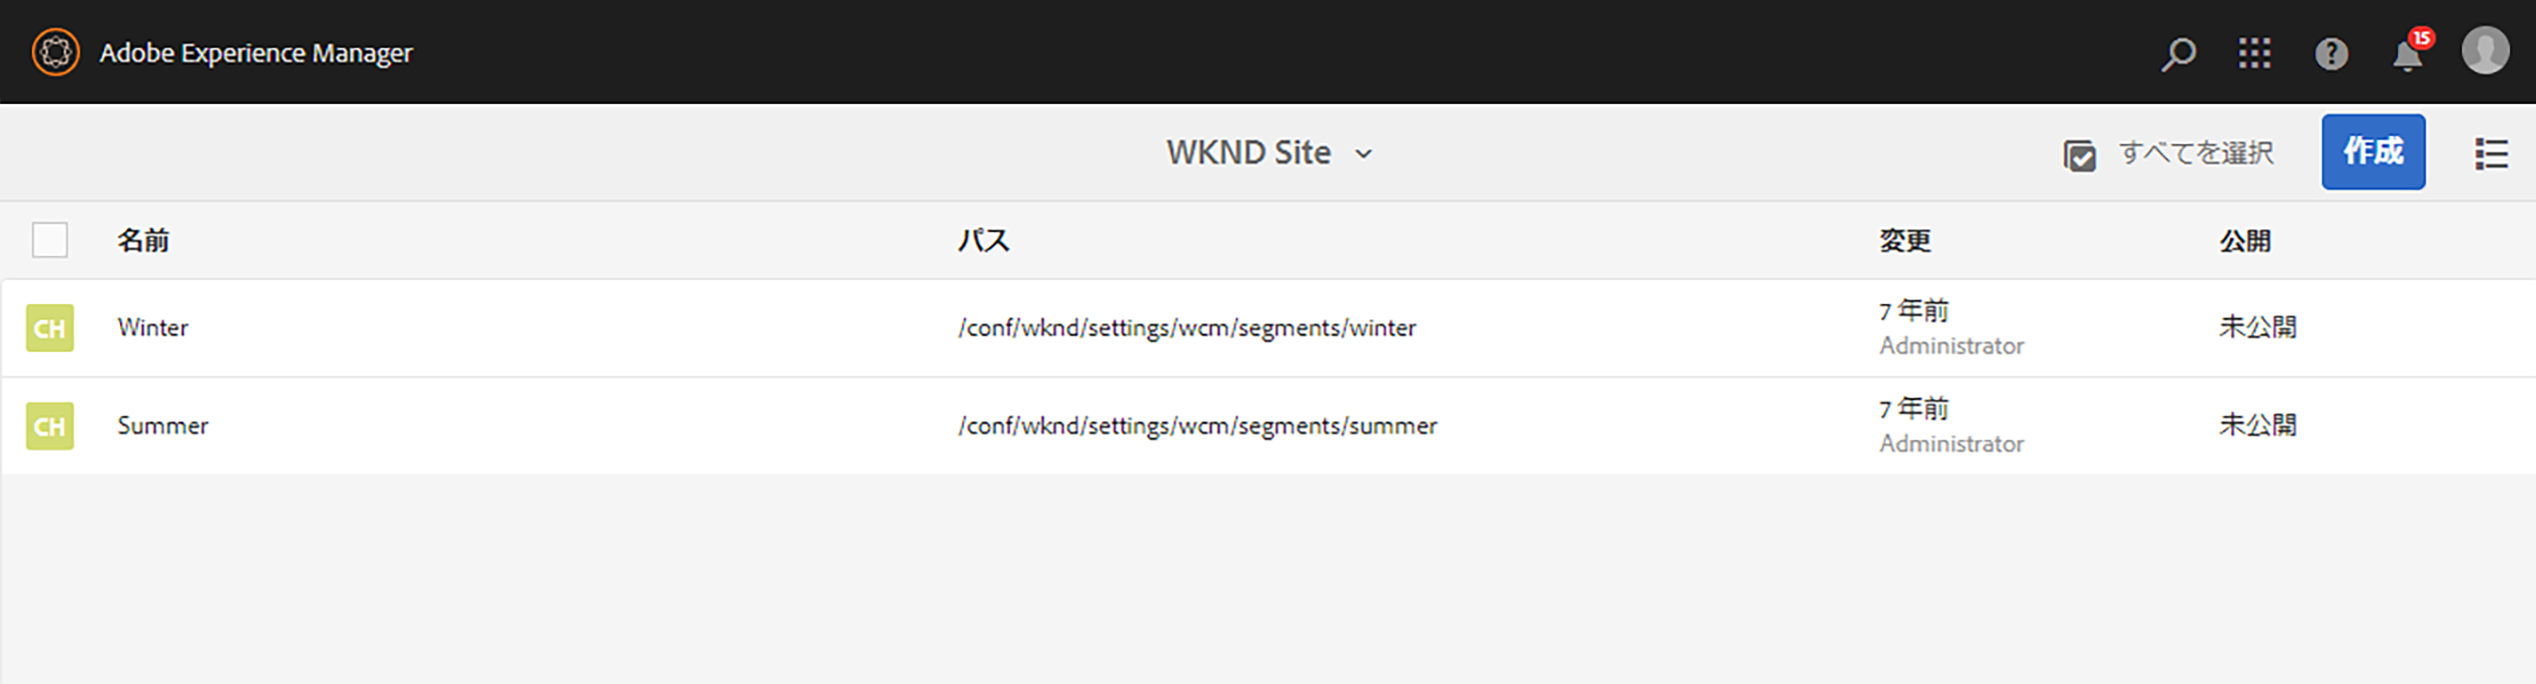 Adobe Experience Manager
15
WKND Site
すべてを選択
作成
名前 パス 変更 公開
CH Winter /conf/wknd/settings/wcm/segments/winter 7 年前 未公開
Administrator
CH Summer /conf/wknd/settings/wcm/segments/summer 7 年前 未公開
Administrator